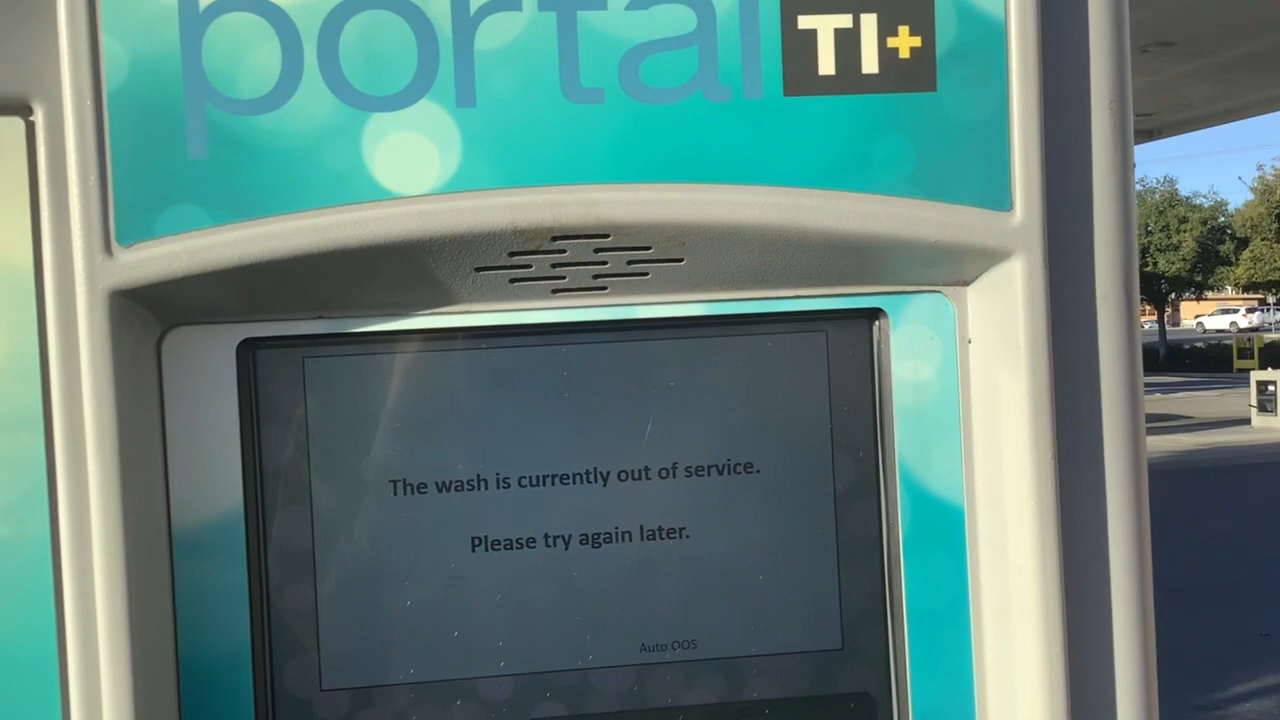 portal TI+
The wash is currently out of service.
Please try again later.
Auto OOS